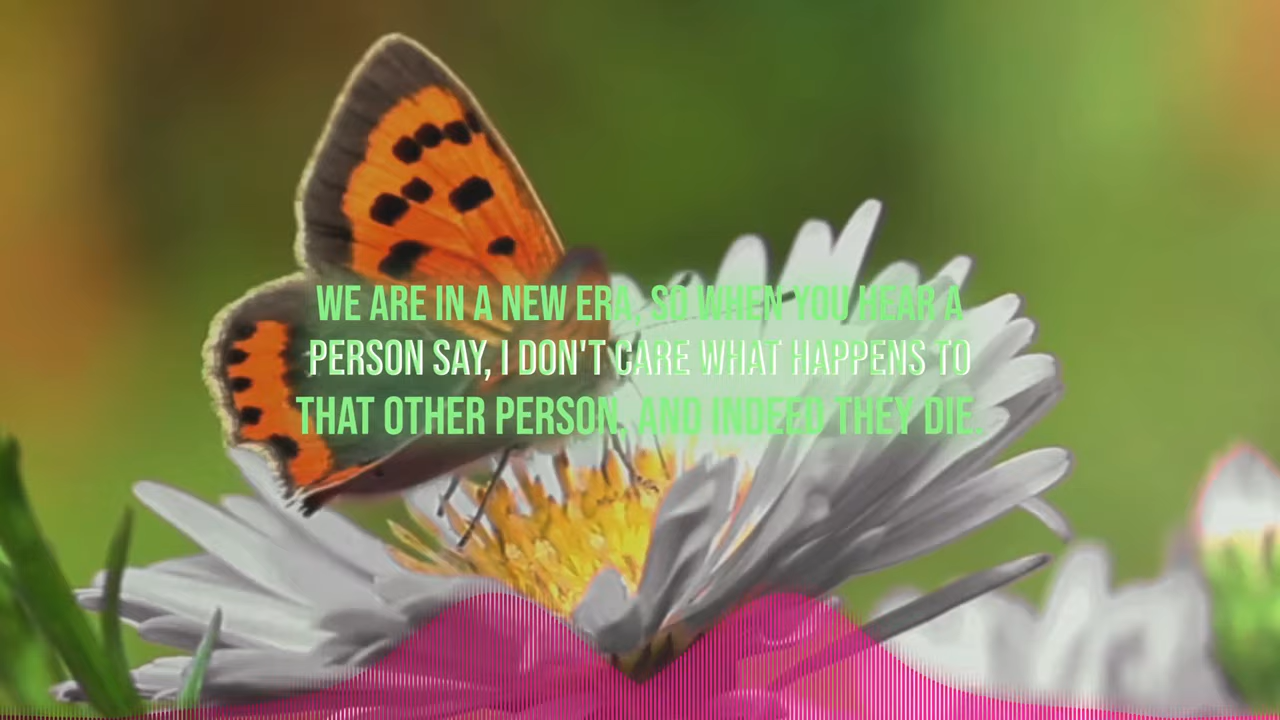 WE ARE IN A NEW ERA, SO WHEN YOU HEAR A
PERSON SAY, I DON'T CARE WHAT HAPPENS TO
THAT OTHER PERSON. AND INDEED THEY DIE.